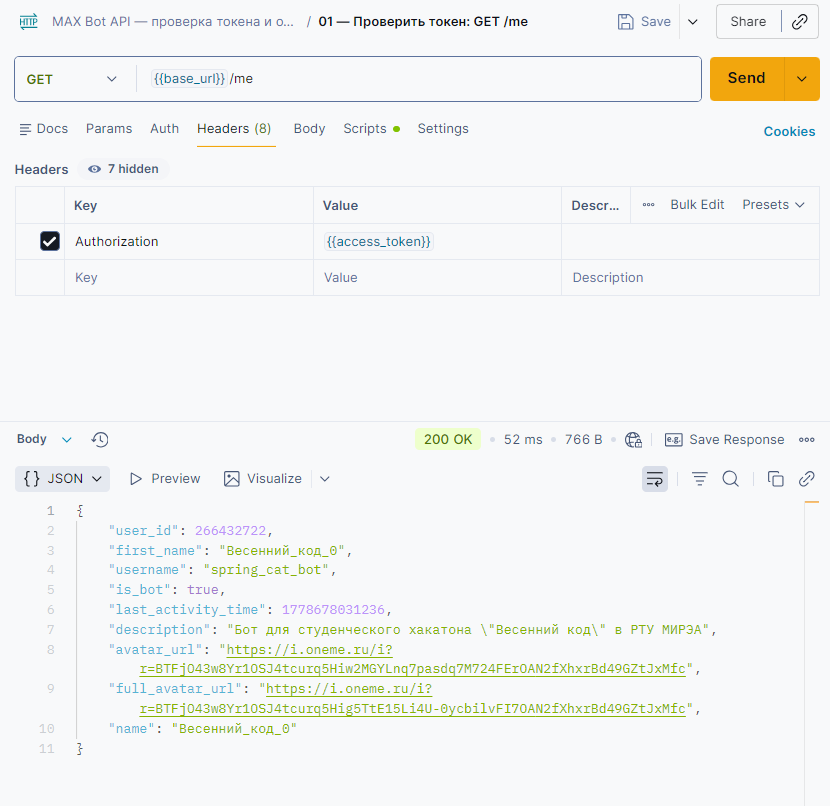 HTTP MAX Bot API — проверка токена и о... / 01 — Проверить токен: GET /me Save Share
GET {{base_url}} /me Send
Docs Params Auth Headers (8) Body Scripts Settings Cookies
Headers 7 hidden
Key Value Descr... Bulk Edit Presets
Authorization {{access_token}}
Key Value Description
Body 200 OK 52 ms 766 B e.g. Save Response
{} JSON Preview Visualize
1 {
2 "user_id": 266432722,
3 "first_name": "Весенний_код_0",
4 "username": "spring_cat_bot",
5 "is_bot": true,
6 "last_activity_time": 1778678031236,
7 "description": "Бот для студенческого хакатона \"Весенний код\" в РТУ МИРЭА",
8 "avatar_url": "https://i.oneme.ru/i?
r=BTFjO43w8Yr1OSJ4tcurq5Hiw2MGYLnq7pasdq7M724FErOAN2fXhxrBd49GZtJxMfc",
9 "full_avatar_url": "https://i.oneme.ru/i?
r=BTFjO43w8Yr1OSJ4tcurq5Hig5TtE15Li4U-0ycbilvFI7OAN2fXhxrBd49GZtJxMfc",
10 "name": "Весенний_код_0"
11 }